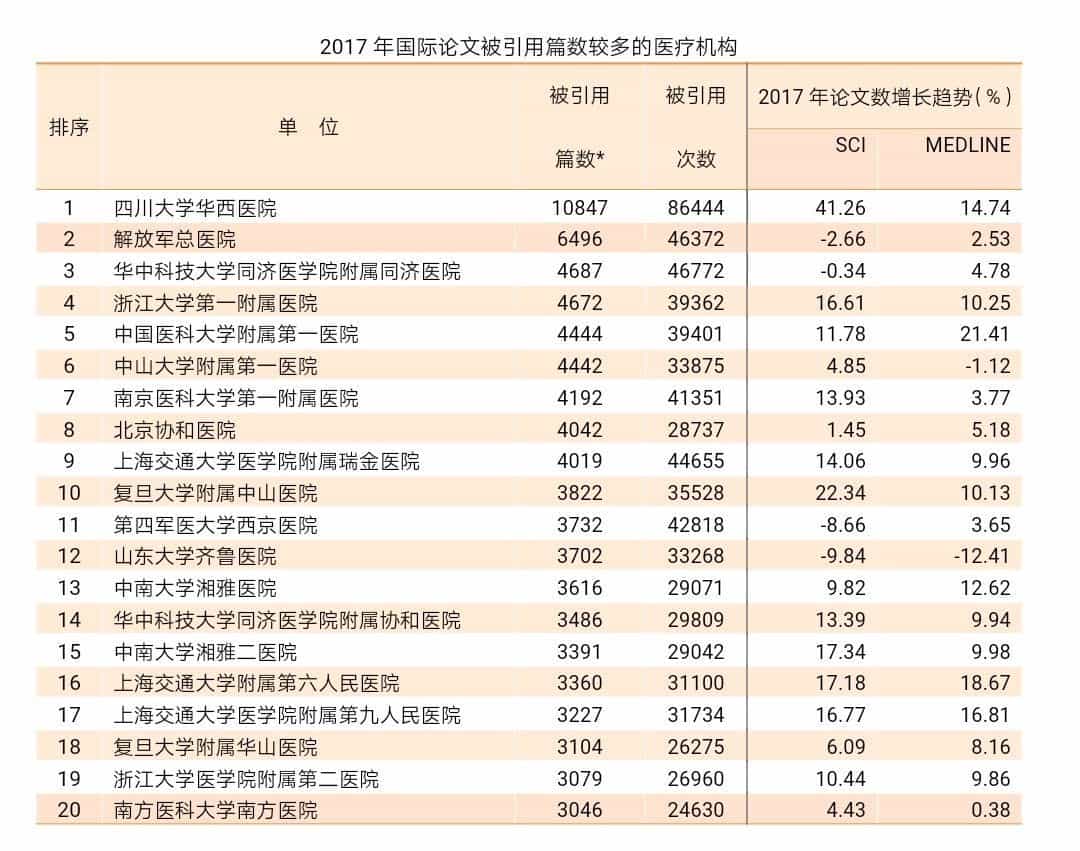 2017 年国际论文被引用篇数较多的医疗机构
排序 单 位 被引用 篇数* 被引用 次数 2017 年论文数增长趋势(%)
SCI MEDLINE
1 四川大学华西医院 10847 86444 41.26 14.74
2 解放军总医院 6496 46372 -2.66 2.53
3 华中科技大学同济医学院附属同济医院 4687 46772 -0.34 4.78
4 浙江大学第一附属医院 4672 39362 16.61 10.25
5 中国医科大学附属第一医院 4444 39401 11.78 21.41
6 中山大学附属第一医院 4442 33875 4.85 -1.12
7 南京医科大学第一附属医院 4192 41351 13.93 3.77
8 北京协和医院 4042 28737 1.45 5.18
9 上海交通大学医学院附属瑞金医院 4019 44655 14.06 9.96
10 复旦大学附属中山医院 3822 35528 22.34 10.13
11 第四军医大学西京医院 3732 42818 -8.66 3.65
12 山东大学齐鲁医院 3702 33268 -9.84 -12.41
13 中南大学湘雅医院 3616 29071 9.82 12.62
14 华中科技大学同济医学院附属协和医院 3486 29809 13.39 9.94
15 中南大学湘雅二医院 3391 29042 17.34 9.98
16 上海交通大学附属第六人民医院 3360 31100 17.18 18.67
17 上海交通大学医学院附属第九人民医院 3227 31734 16.77 16.81
18 复旦大学附属华山医院 3104 26275 6.09 8.16
19 浙江大学医学院附属第二医院 3079 26960 10.44 9.86
20 南方医科大学南方医院 3046 24630 4.43 0.38